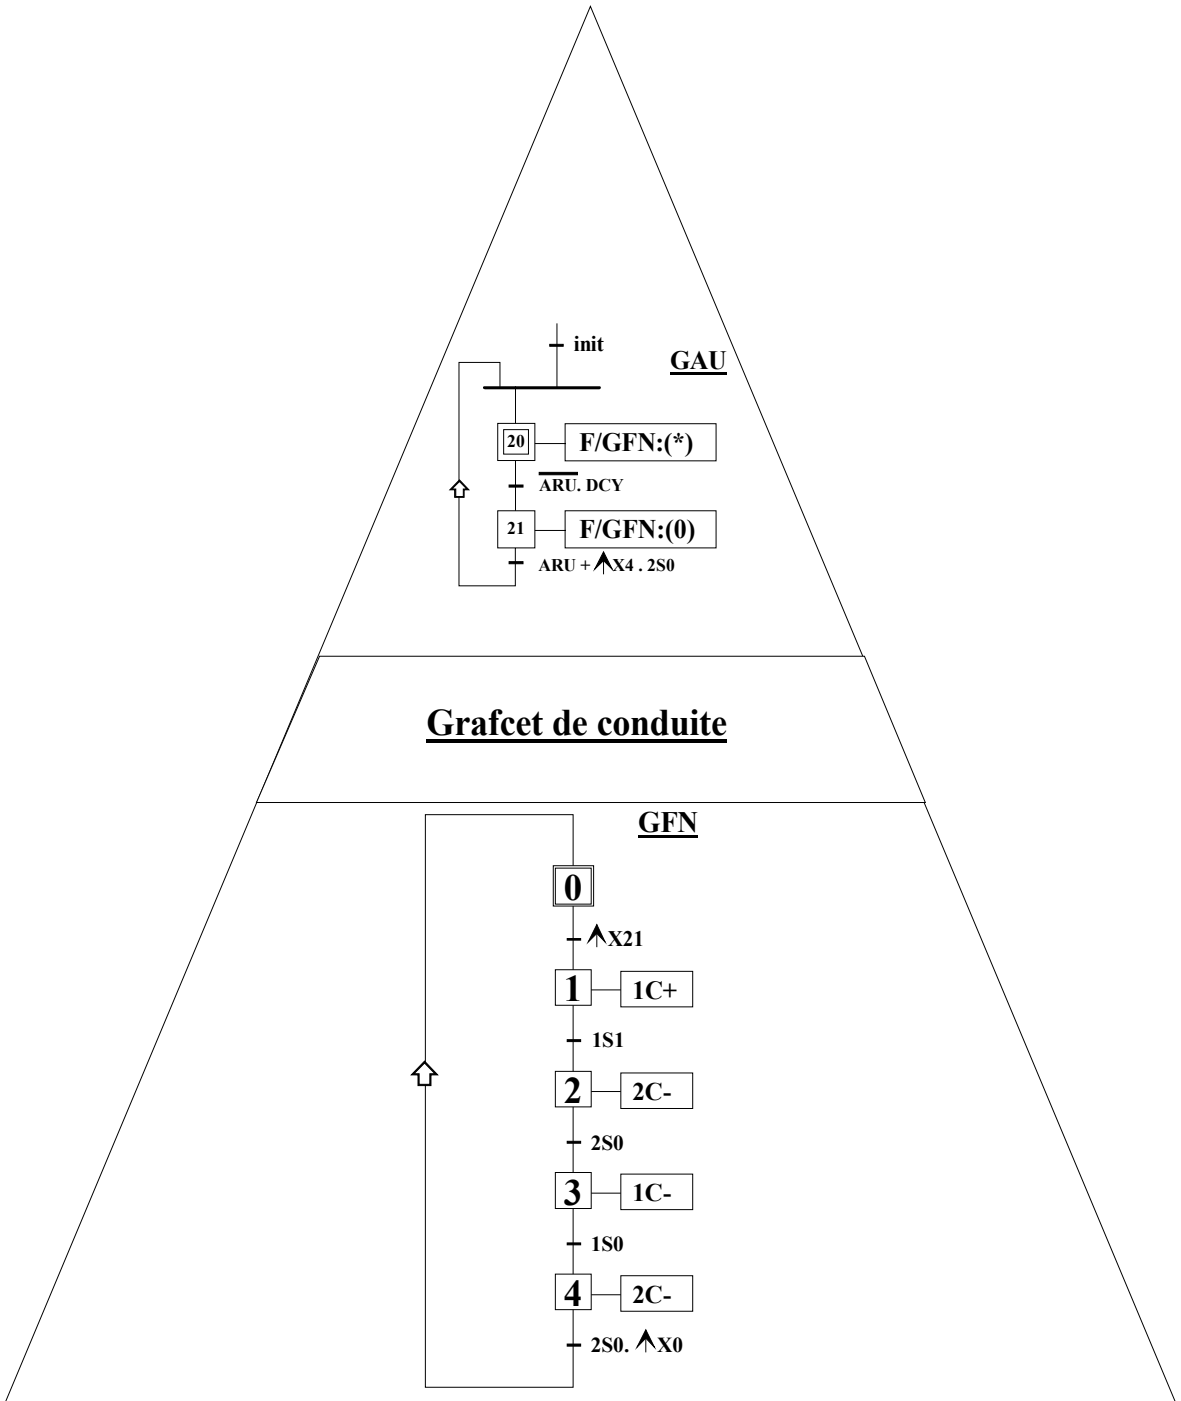 init
GAU
20
F/GFN:(*)
A̅R̅U̅. DCY
21
F/GFN:(0)
ARU + ↑X4 . 2S0
Grafcet de conduite
GFN
0
↑X21
1
1C+
1S1
2
2C-
2S0
3
1C-
1S0
4
2C-
2S0. ↑X0